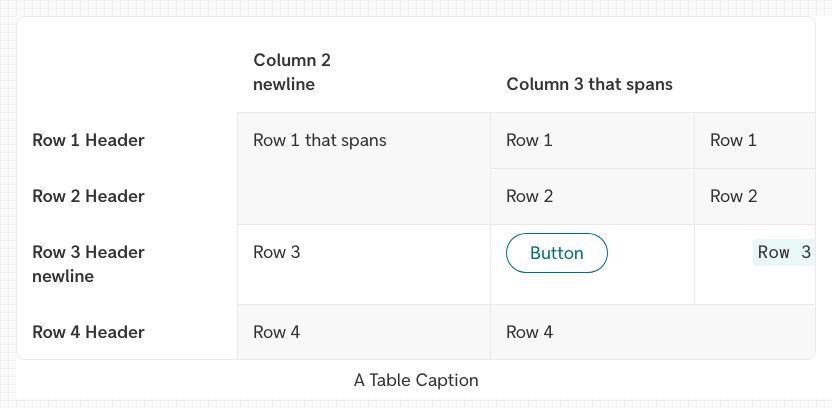 Column 2
newline
Column 3 that spans
Row 1 Header
Row 1 that spans
Row 1
Row 1
Row 2 Header
Row 2
Row 2
Row 3 Header
newline
Row 3
Button
Row 3
Row 4 Header
Row 4
Row 4
A Table Caption